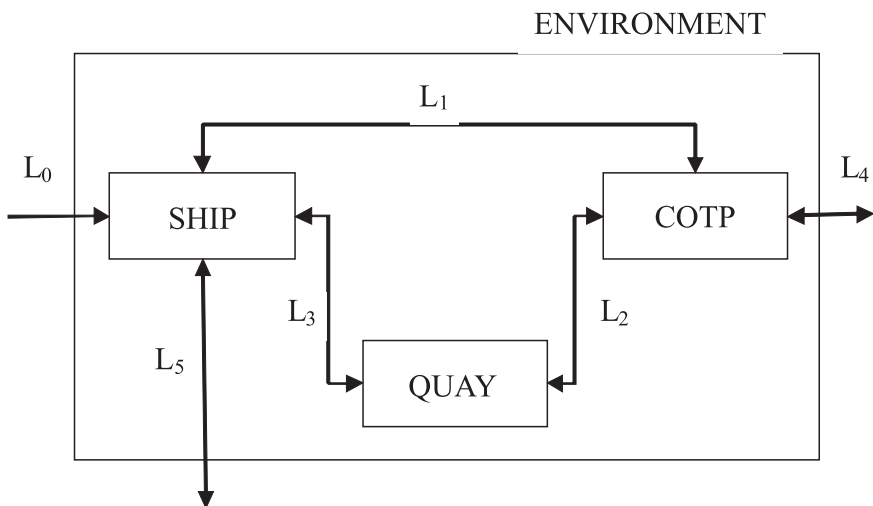 ENVIRONMENT
L₁
L₀
L₄
SHIP
COTP
L₃
L₂
L₅
QUAY